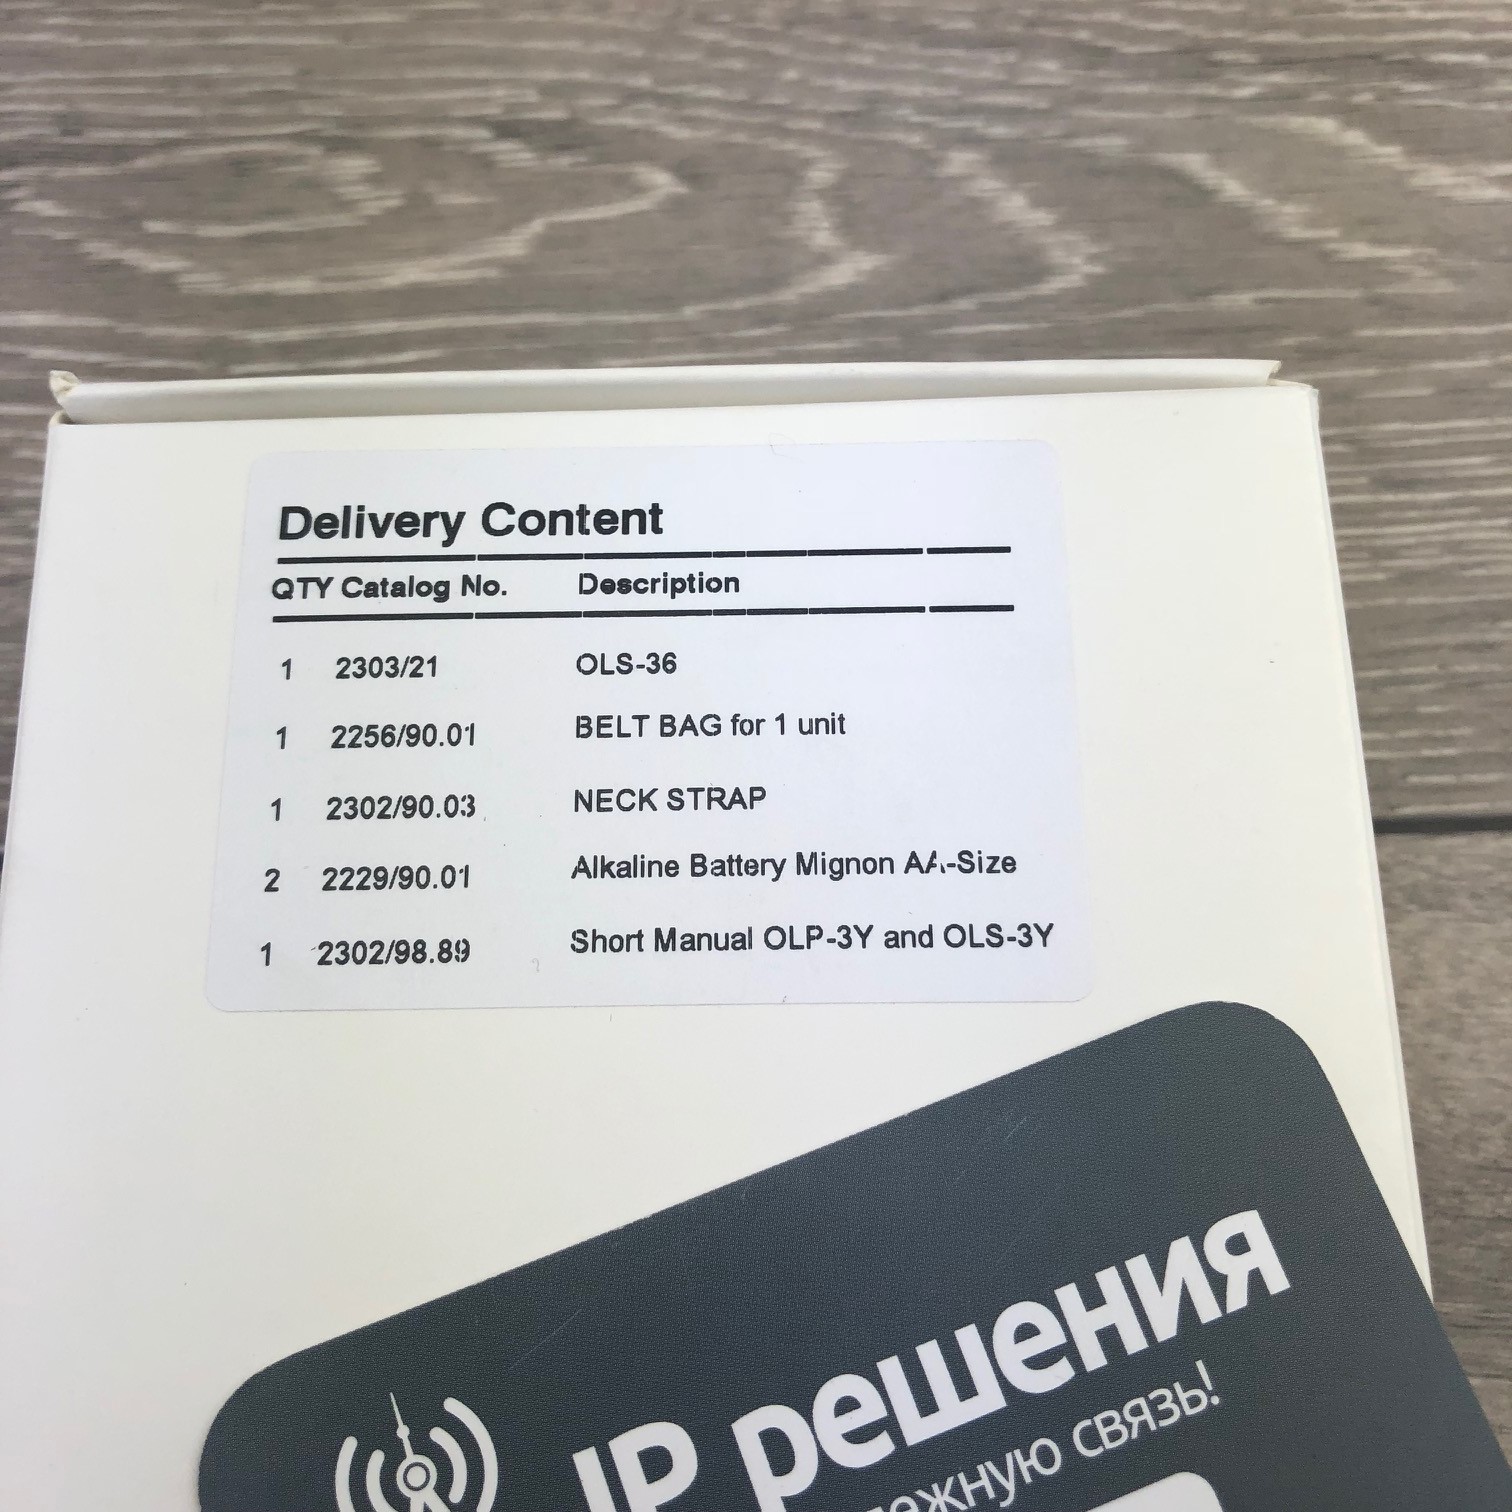 Delivery Content
QTY Catalog No. Description
1 2303/21 OLS-36
1 2256/90.01 BELT BAG for 1 unit
1 2302/90.03 NECK STRAP
2 2229/90.01 Alkaline Battery Mignon AA-Size
1 2302/98.89 Short Manual OLP-3Y and OLS-3Y
IP решения
связь!